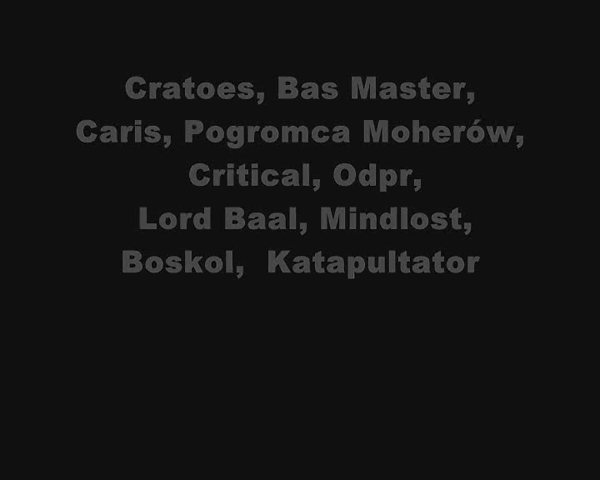 Cratoes, Bas Master,
Caris, Pogromca Moherów,
Critical, Odpr,
Lord Baal, Mindlost,
Boskol, Katapultator